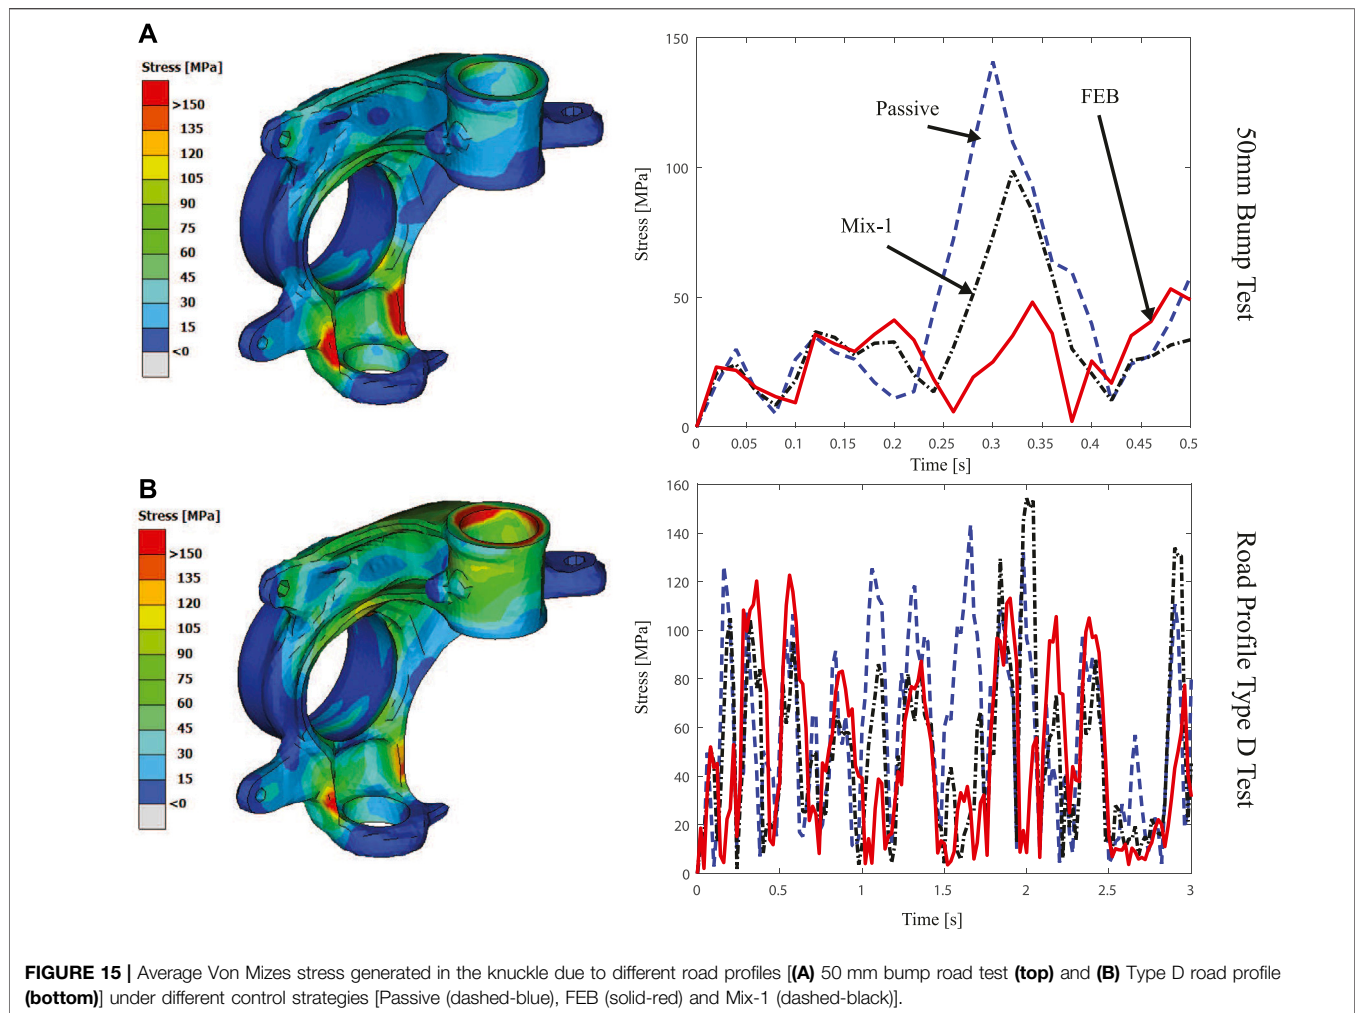 A
Stress [MPa]
>150
135
120
105
90
75
60
45
30
15
<0
150
100
50
0
Stress [MPa]
Passive
Mix-1
FEB
0 0.05 0.1 0.15 0.2 0.25 0.3 0.35 0.4 0.45 0.5
Time [s]
50mm Bump Test
B
Stress [MPa]
>150
135
120
105
90
75
60
45
30
15
<0
160
140
120
100
80
60
40
20
0
Stress [MPa]
0 0.5 1 1.5 2 2.5 3
Time [s]
Road Profile Type D Test
FIGURE 15 | Average Von Mizes stress generated in the knuckle due to different road profiles [(A) 50 mm bump road test (top) and (B) Type D road profile
(bottom)] under different control strategies [Passive (dashed-blue), FEB (solid-red) and Mix-1 (dashed-black)].